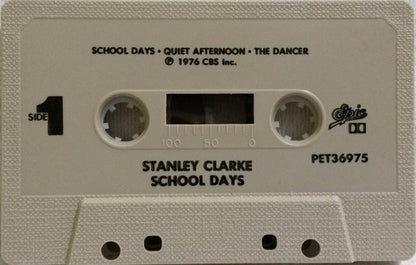 SCHOOL DAYS • QUIET AFTERNOON • THE DANCER
℗ 1976 CBS Inc.
SIDE 1
Epic
100 50 0
STANLEY CLARKE
SCHOOL DAYS
PET36975